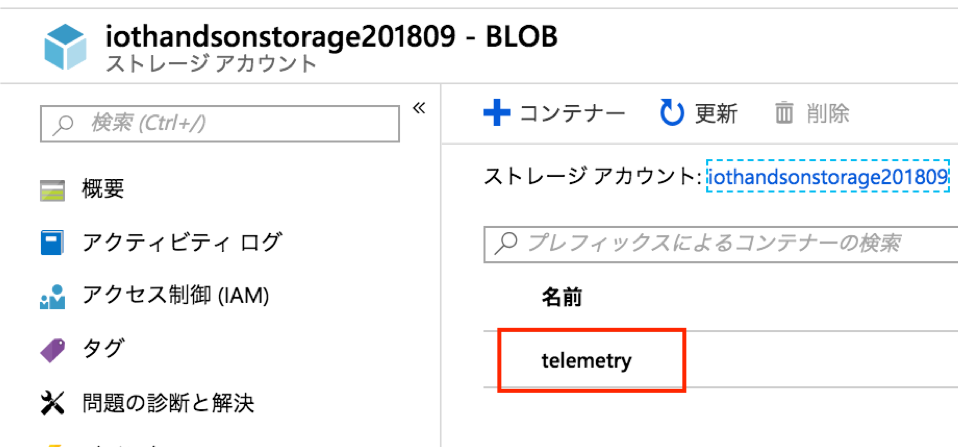 iothandsonstorage201809 - BLOB
ストレージ アカウント
検索 (Ctrl+/)
«
概要
アクティビティ ログ
アクセス制御 (IAM)
タグ
問題の診断と解決
コンテナー
更新
削除
ストレージ アカウント: iothandsonstorage201809
プレフィックスによるコンテナーの検索
名前
telemetry